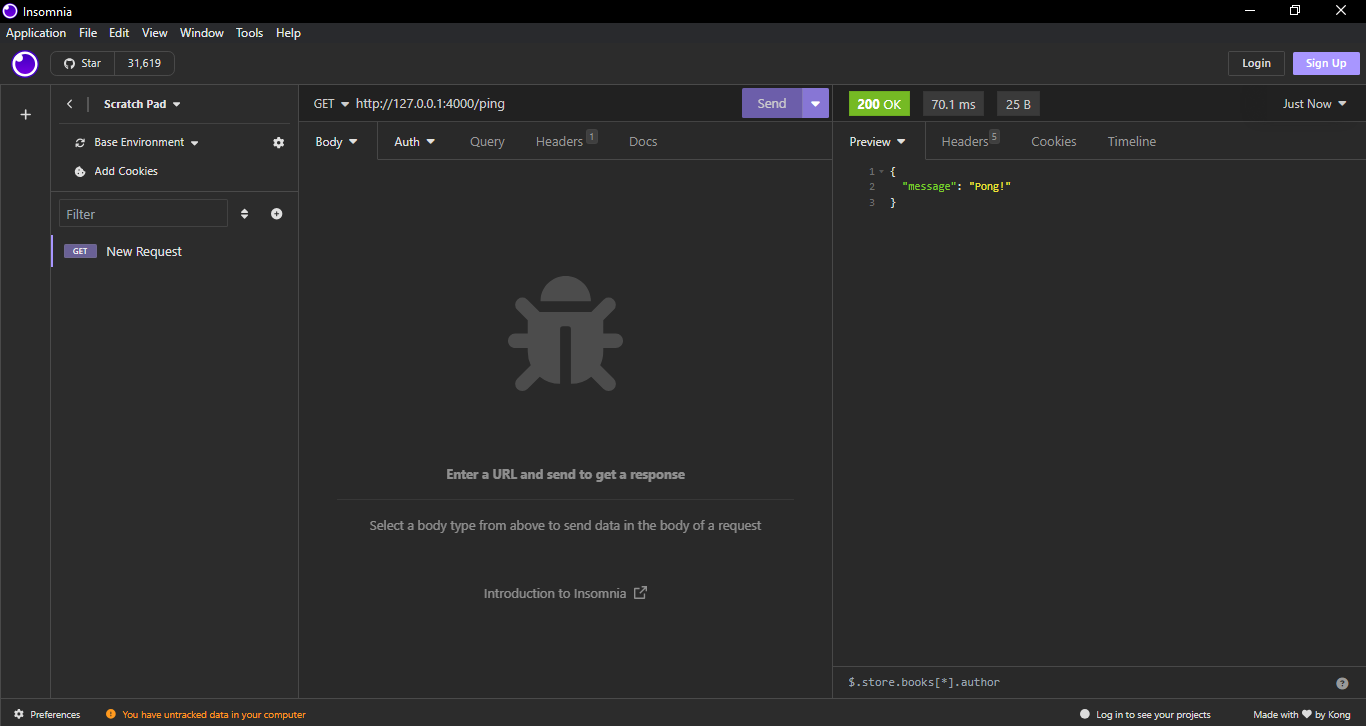 Insomnia
Application File Edit View Window Tools Help
Star 31,619 Login Sign Up
Scratch Pad
GET http://127.0.0.1:4000/ping Send
200 OK 70.1 ms 25 B Just Now
Base Environment
Add Cookies
Filter
GET New Request
Body Auth Query Headers 1 Docs
Preview Headers 5 Cookies Timeline
1 {
2 "message": "Pong!"
3 }
Enter a URL and send to get a response
Select a body type from above to send data in the body of a request
Introduction to Insomnia
$.store.books[*].author
Preferences You have untracked data in your computer Log in to see your projects Made with ♥ by Kong